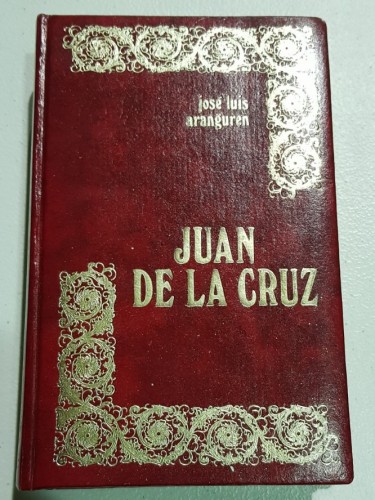 josé luis
aranguren
JUAN
DE LA CRUZ